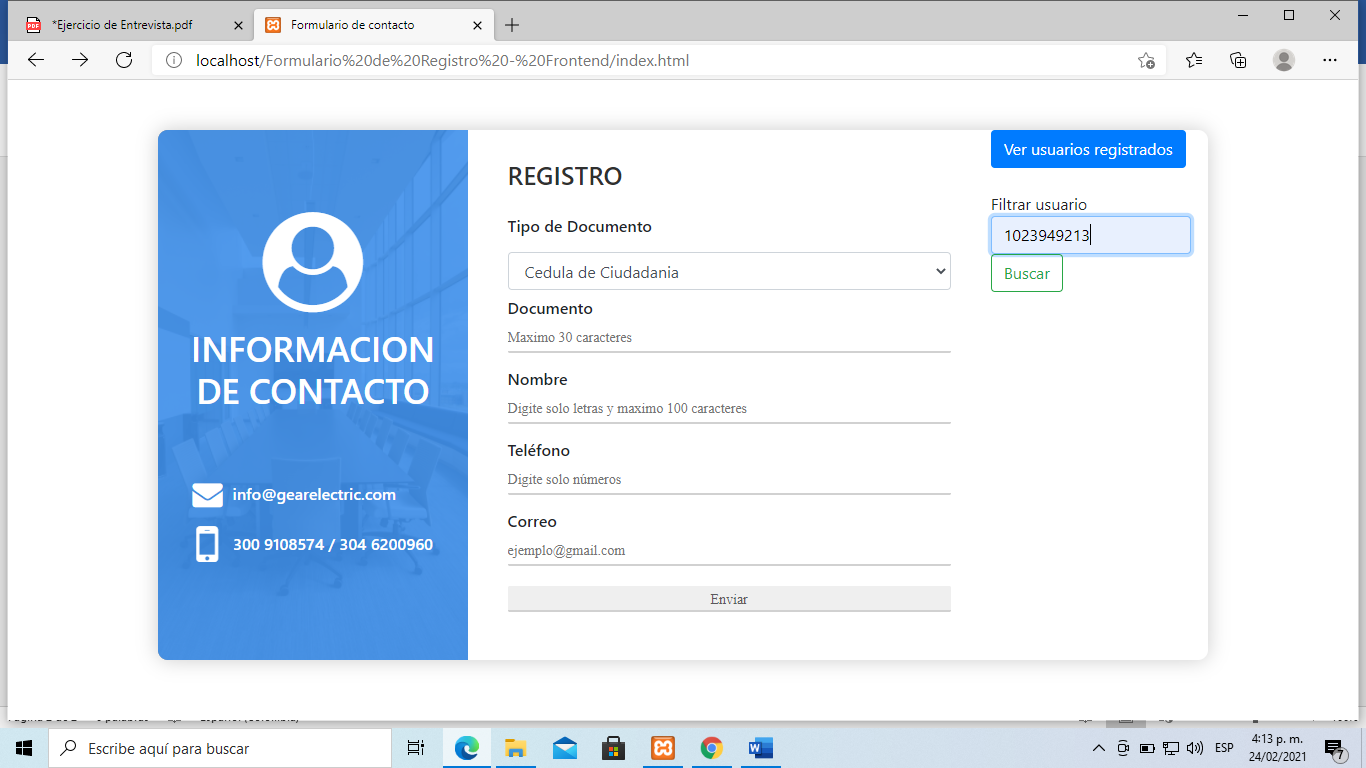 *Ejercicio de Entrevista.pdf
Formulario de contacto
localhost/Formulario%20de%20Registro%20-%20Frontend/index.html
INFORMACION
DE CONTACTO
info@gearelectric.com
300 9108574 / 304 6200960
REGISTRO
Tipo de Documento
Cedula de Ciudadania
Documento
Maximo 30 caracteres
Nombre
Digite solo letras y maximo 100 caracteres
Teléfono
Digite solo números
Correo
ejemplo@gmail.com
Enviar
Ver usuarios registrados
Filtrar usuario
1023949213
Buscar
Escribe aquí para buscar
ESP
4:13 p. m.
24/02/2021
7